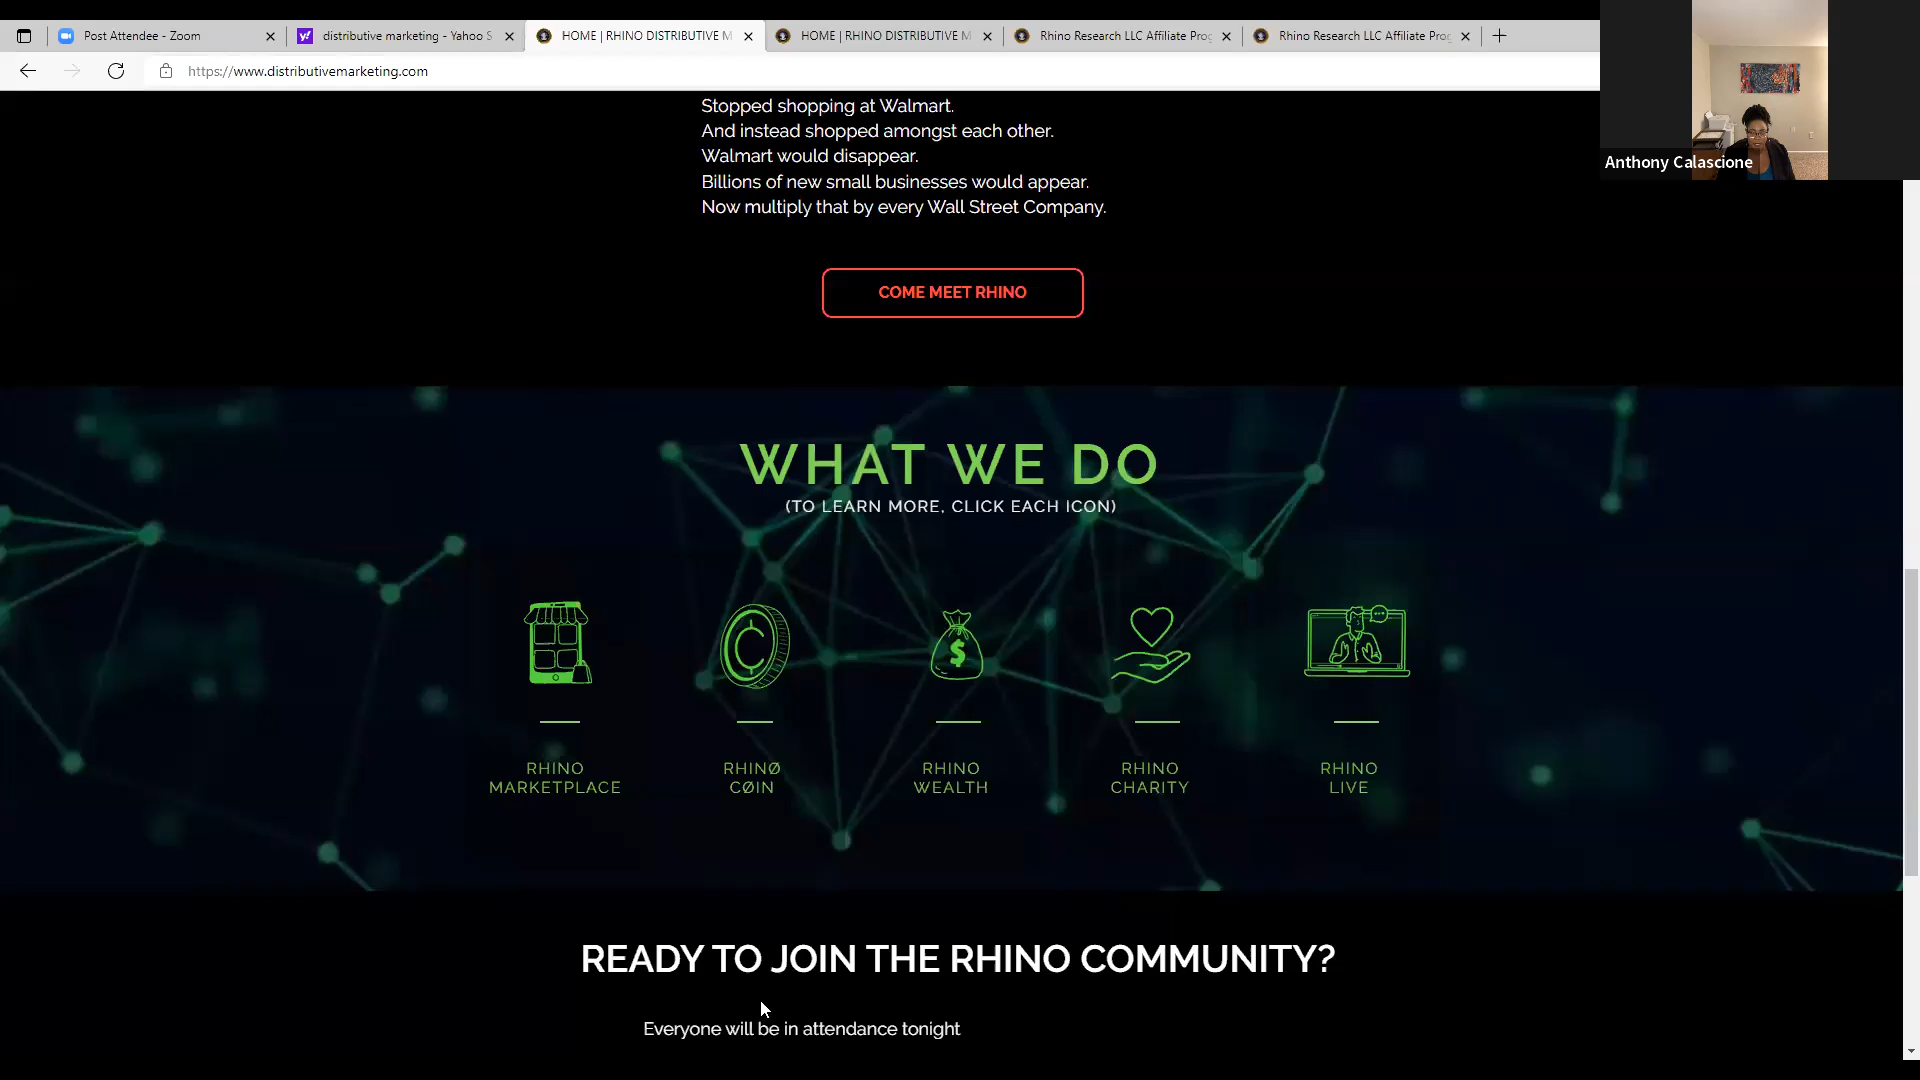 Post Attendee - Zoom
distributive marketing - Yahoo S
HOME | RHINO DISTRIBUTIVE M
HOME | RHINO DISTRIBUTIVE M
Rhino Research LLC Affiliate Prog
Rhino Research LLC Affiliate Prog
https://www.distributivemarketing.com
Anthony Calascione
Stopped shopping at Walmart.
And instead shopped amongst each other.
Walmart would disappear.
Billions of new small businesses would appear.
Now multiply that by every Wall Street Company.
COME MEET RHINO
WHAT WE DO
(TO LEARN MORE, CLICK EACH ICON)
RHINO
MARKETPLACE
RHINØ
CØIN
RHINO
WEALTH
RHINO
CHARITY
RHINO
LIVE
READY TO JOIN THE RHINO COMMUNITY?
Everyone will be in attendance tonight